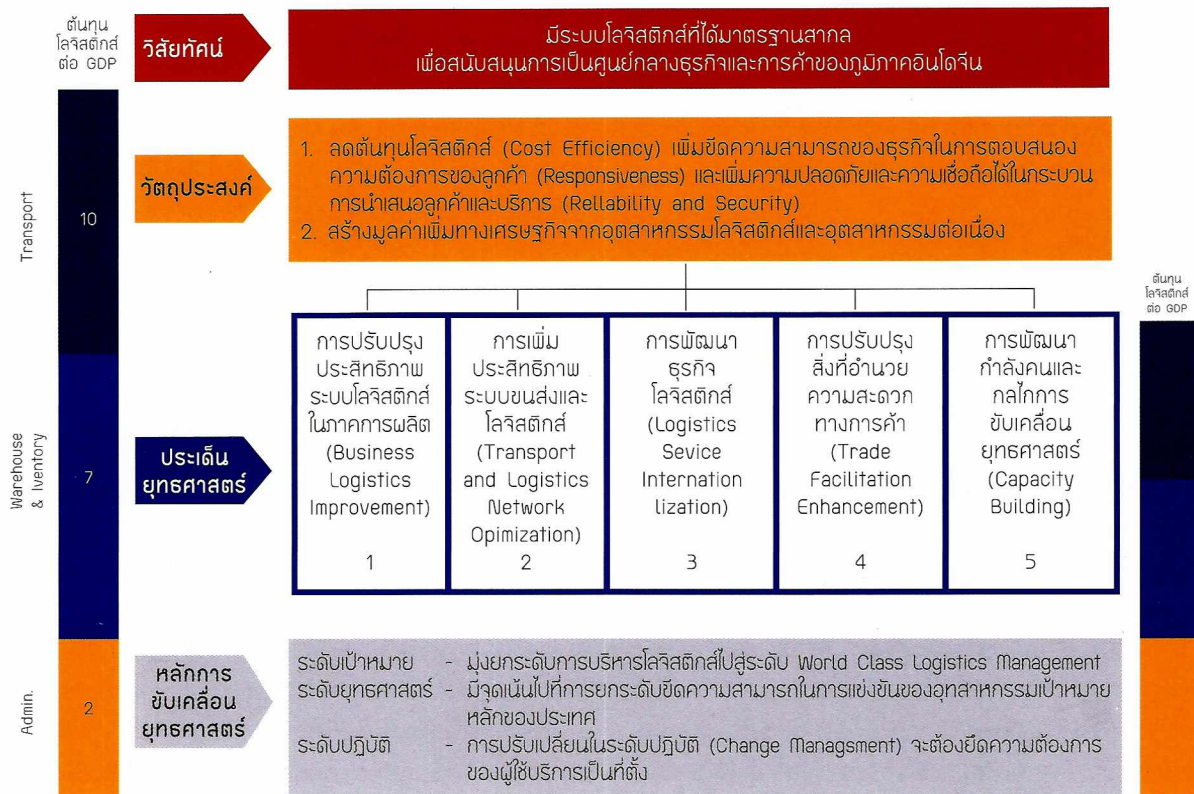 ต้นทุน
โลจิสติกส์
ต่อ GDP
วิสัยทัศน์
มีระบบโลจิสติกส์ที่ได้มาตรฐานสากล
เพื่อสนับสนุนการเป็นศูนย์กลางธุรกิจและการค้าของภูมิภาคอินโดจีน
Transport
10
วัตถุประสงค์
1. ลดต้นทุนโลจิสติกส์ (Cost Efficiency) เพิ่มขีดความสามารถของธุรกิจในการตอบสนอง
ความต้องการของลูกค้า (Responsiveness) และเพิ่มความปลอดภัยและความเชื่อถือได้ในกระบวน
การนำเสนอลูกค้าและบริการ (Rellability and Security)
2. สร้างมูลค่าเพิ่มทางเศรษฐกิจจากอุตสาหกรรมโลจิสติกส์และอุตสาหกรรมต่อเนื่อง
Warehouse
& Iventory
7
ประเด็น
ยุทธศาสตร์
การปรับปรุง
ประสิทธิภาพ
ระบบโลจิสติกส์
ในภาคการผลิต
(Business
Logistics
Improvement)
1
การเพิ่ม
ประสิทธิภาพ
ระบบขนส่งและ
โลจิสติกส์
(Transport
and Logistics
Network
Opimization)
2
การพัฒนา
ธุรกิจ
โลจิสติกส์
(Logistics
Sevice
Internation
lization)
3
การปรับปรุง
สิ่งที่อำนวย
ความสะดวก
ทางการค้า
(Trade
Facilitation
Enhancement)
4
การพัฒนา
กำลังคนและ
กลไกการ
ขับเคลื่อน
ยุทธศาสตร์
(Capacity
Building)
5
ต้นทุน
โลจิสติกส์
ต่อ GDP
Admin.
2
หลักการ
ขับเคลื่อน
ยุทธศาสตร์
ระดับเป้าหมาย - มุ่งยกระดับการบริหารโลจิสติกส์ไปสู่ระดับ World Class Logistics Management
ระดับยุทธศาสตร์ - มีจุดเน้นไปที่การยกระดับขีดความสามารถในการแข่งขันของอุทสาหกรรมเป้าหมาย
หลักของประเทศ
ระดับปฏิบัติ - การปรับเปลี่ยนในระดับปฏิบัติ (Change Managsment) จะต้องยึดความต้องการ
ของผู้ใช้บริการเป็นที่ตั้ง